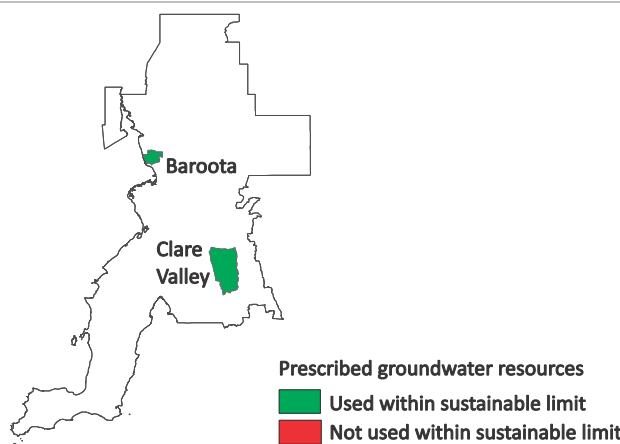 Baroota
Clare
Valley
Prescribed groundwater resources
Used within sustainable limit
Not used within sustainable limit